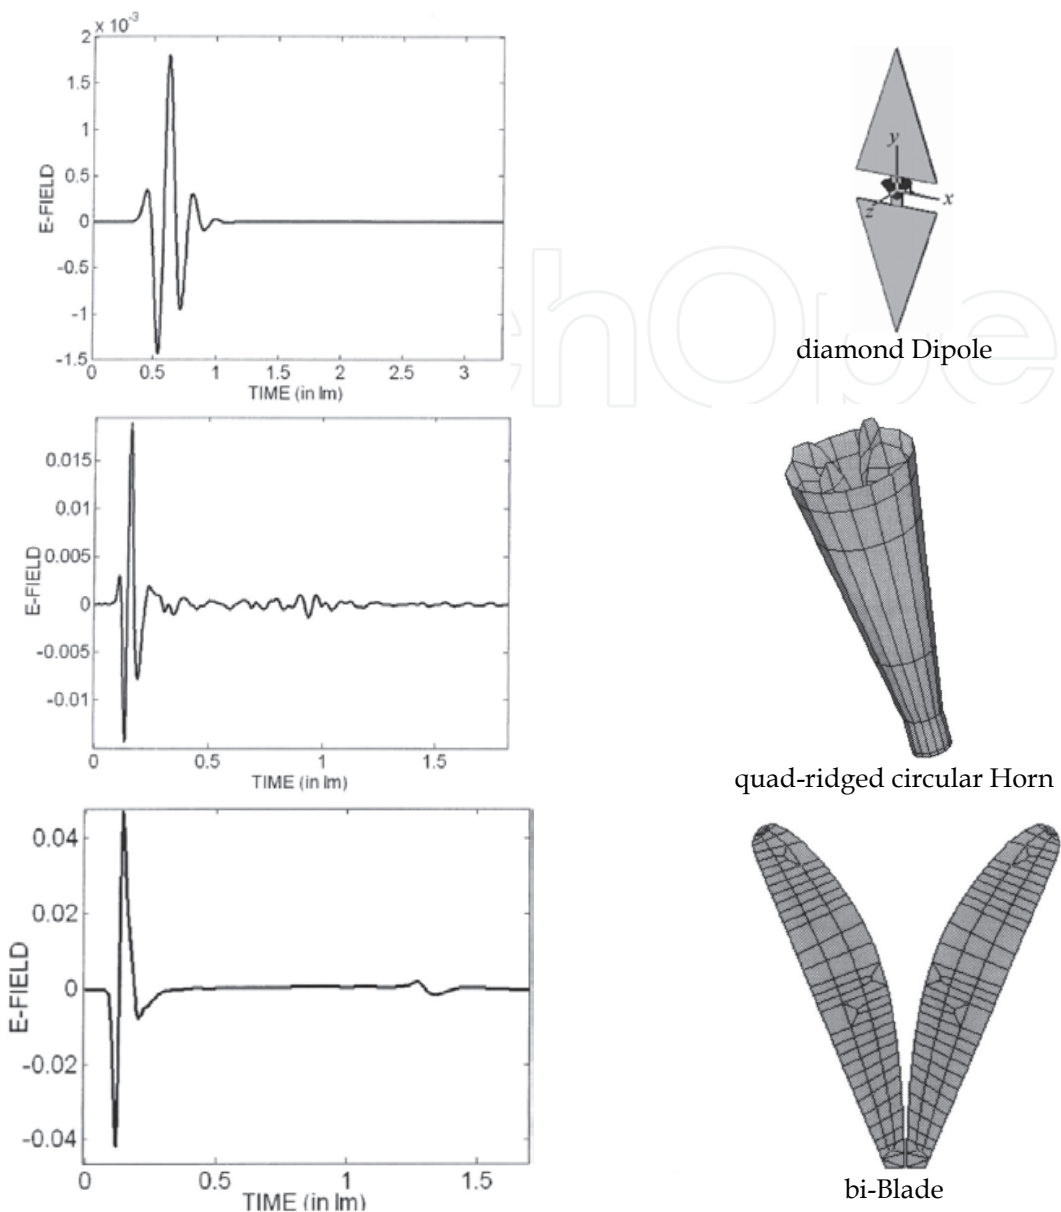 x 10⁻³
2
1.5
1
0.5
0
-0.5
-1
-1.5
E-FIELD
0 0.5 1 1.5 2 2.5 3
TIME (in lm)
y
x
z
diamond Dipole
0.015
0.01
0.005
0
-0.005
-0.01
E-FIELD
0 0.5 1 1.5
TIME (in lm)
quad-ridged circular Horn
0.04
0.02
0
-0.02
-0.04
E-FIELD
0 0.5 1 1.5
TIME (in lm)
bi-Blade